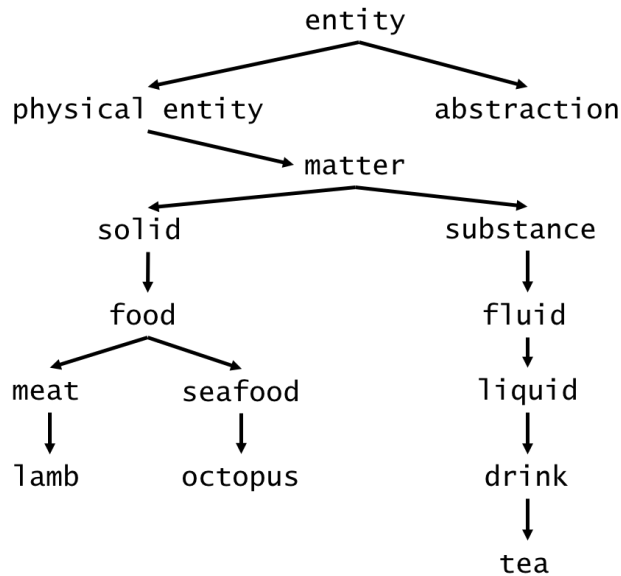 entity
physical entity abstraction
matter
solid substance
food fluid
meat seafood liquid
lamb octopus drink
tea